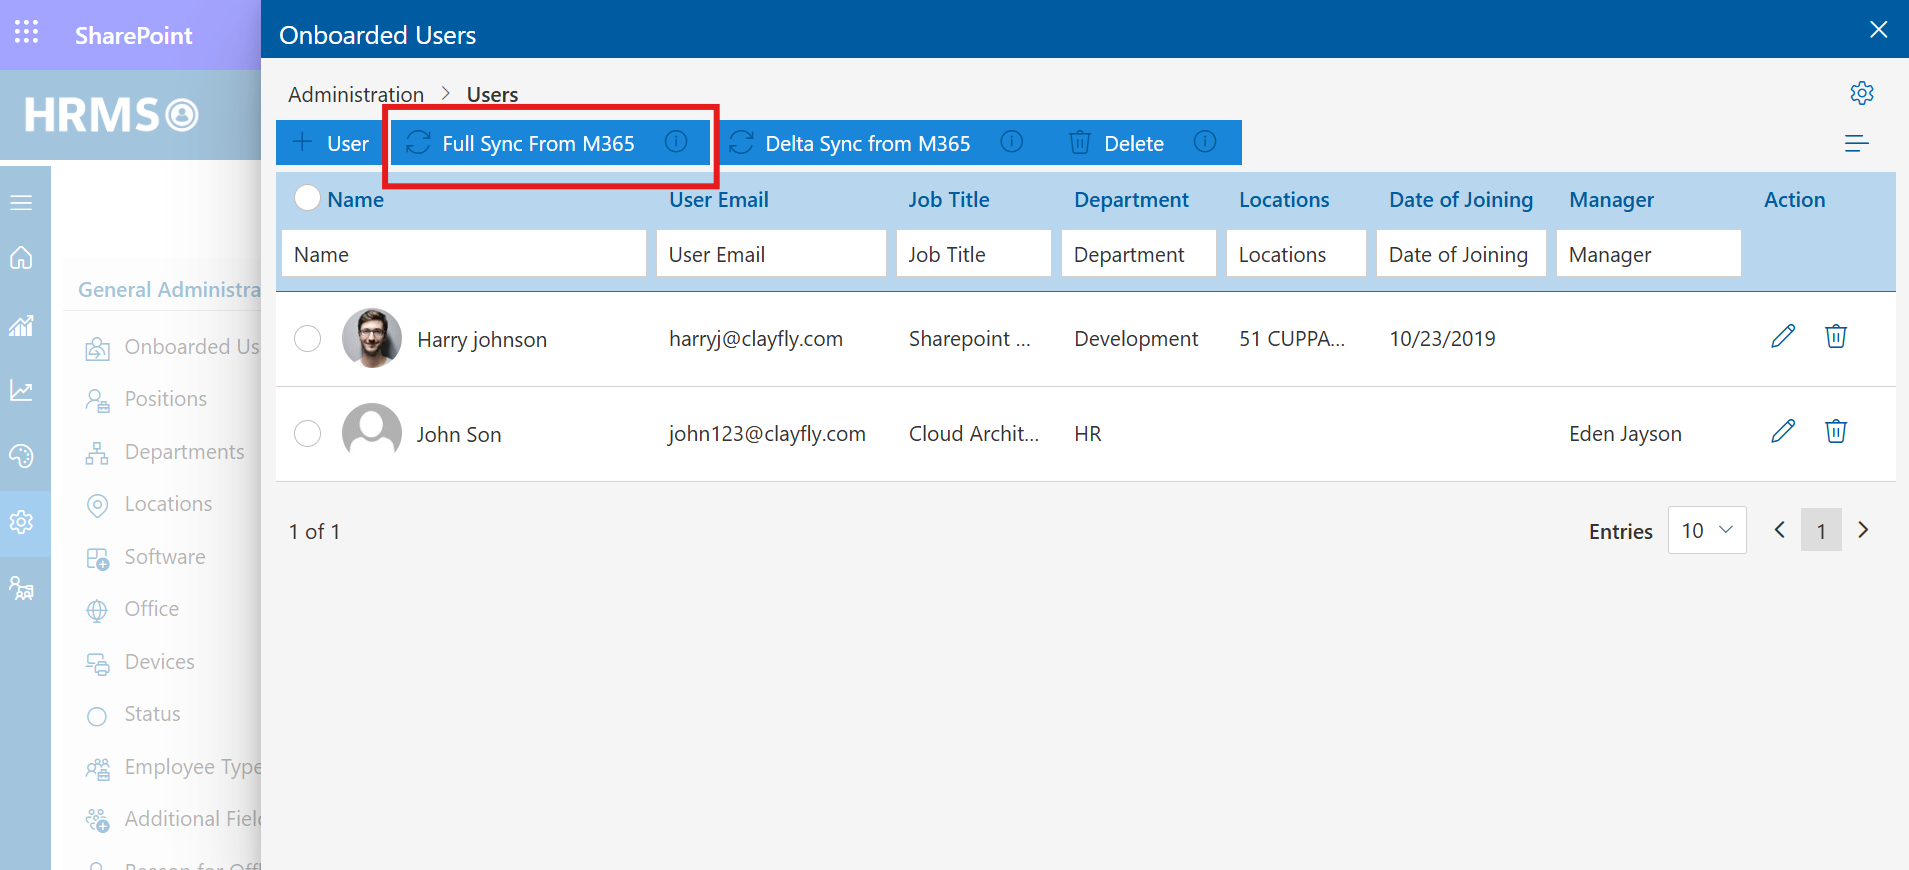 SharePoint
Onboarded Users
HRMS
Administration > Users
User
Full Sync From M365
Delta Sync from M365
Delete
Name User Email Job Title Department Locations Date of Joining Manager Action
Name User Email Job Title Department Locations Date of Joining Manager
Harry johnson harryj@clayfly.com Sharepoint ... Development 51 CUPPA... 10/23/2019
John Son john123@clayfly.com Cloud Archit... HR Eden Jayson
1 of 1
Entries 10 1
General Administra
Onboarded Us
Positions
Departments
Locations
Software
Office
Devices
Status
Employee Type
Additional Fiel
Reason for Off